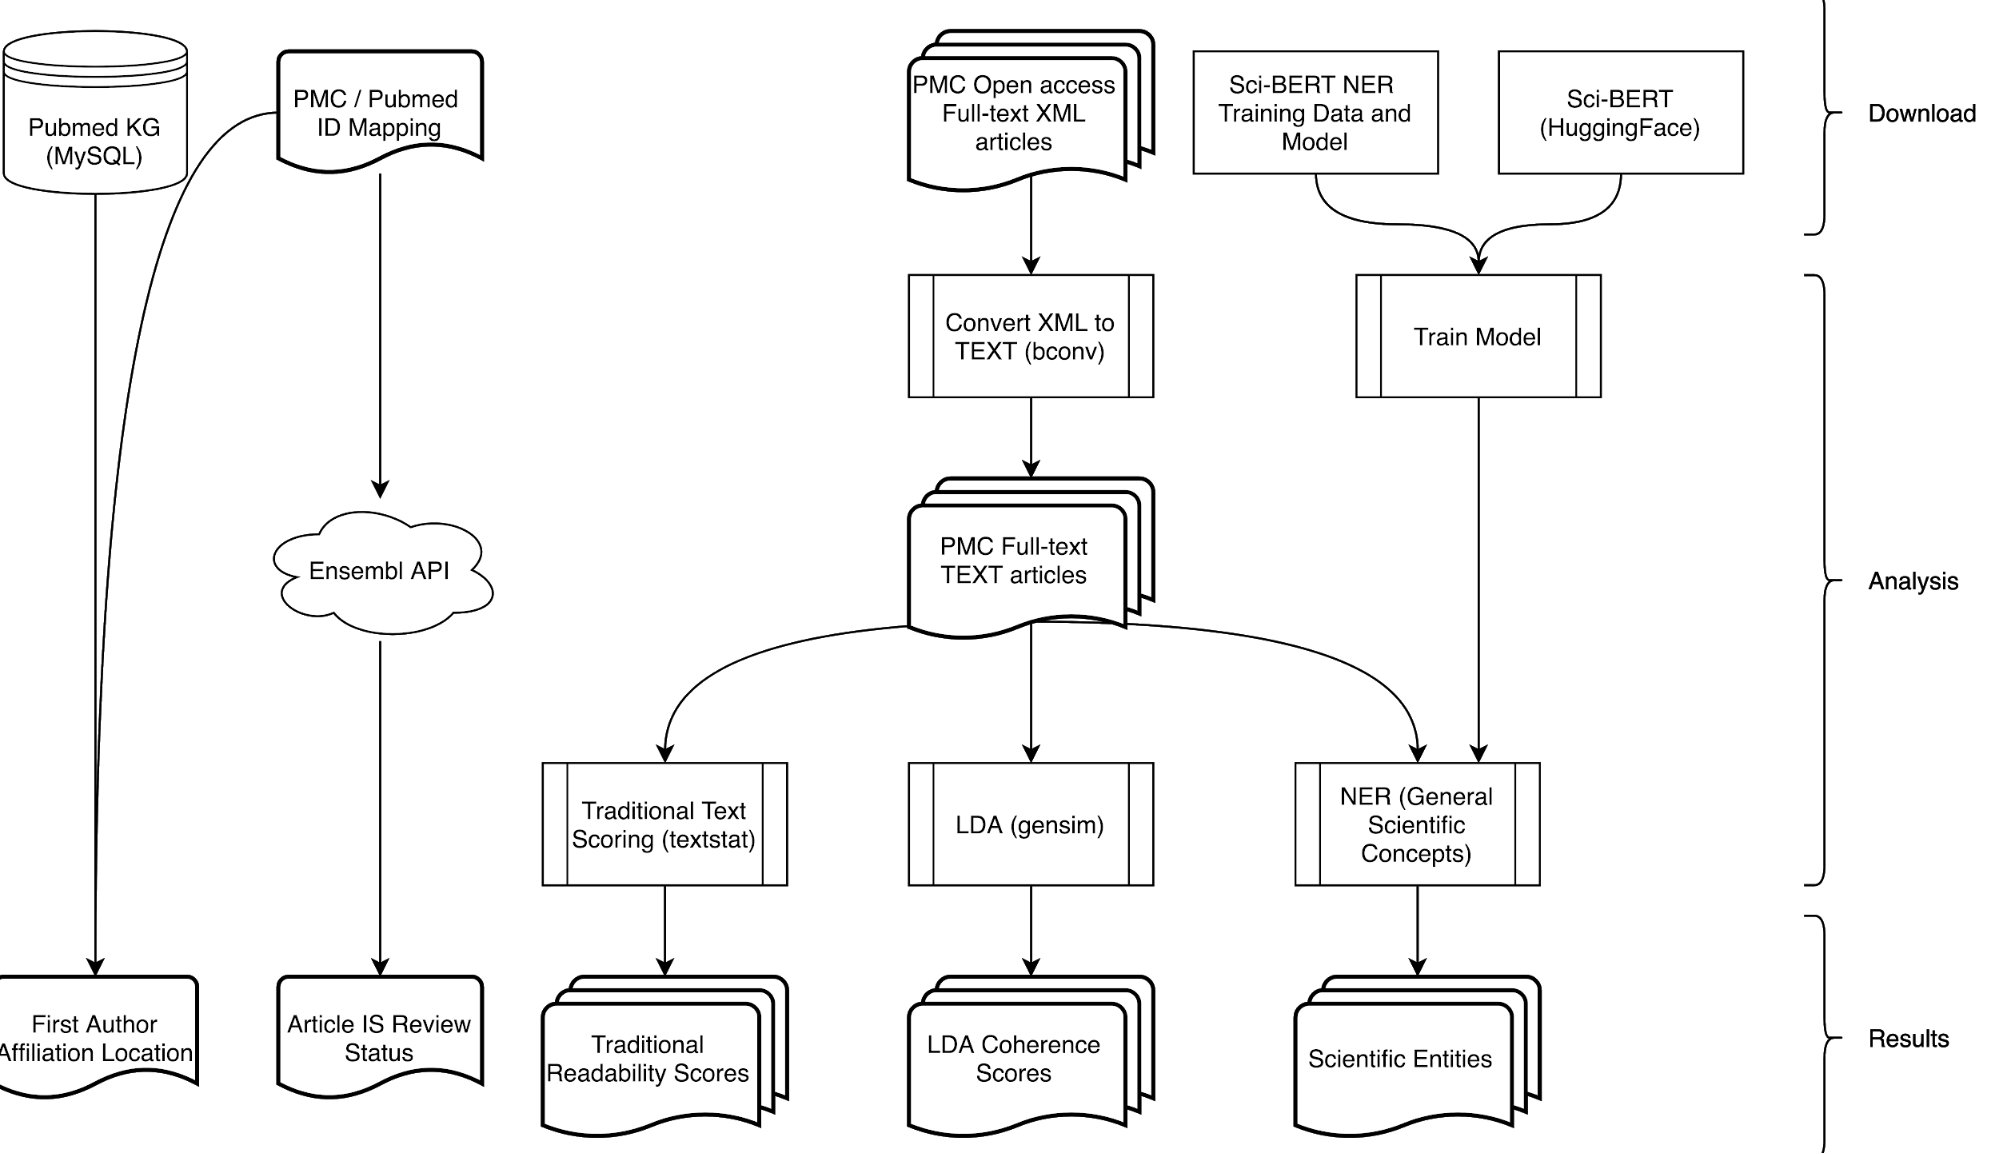 Pubmed KG
(MySQL)
PMC / Pubmed
ID Mapping
PMC Open access
Full-text XML
articles
Sci-BERT NER
Training Data and
Model
Sci-BERT
(HuggingFace)
Download
Convert XML to
TEXT (bconv)
Train Model
Ensembl API
PMC Full-text
TEXT articles
Analysis
Traditional Text
Scoring (textstat)
LDA (gensim)
NER (General
Scientific
Concepts)
First Author
Affiliation Location
Article IS Review
Status
Traditional
Readability Scores
LDA Coherence
Scores
Scientific Entities
Results